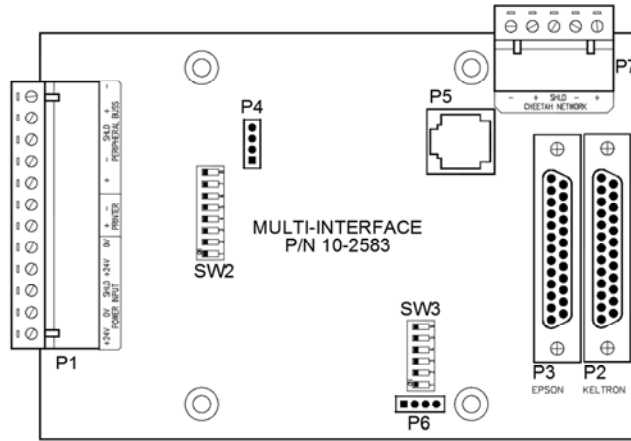 P7
- + SHLD - +
CHEETAH NETWORK
P4
P5
- + SHLD - +
PERIPHERAL BUSS
- +
PRINTER
0V +24V SHLD 0V +24V
POWER INPUT
P1
SW2
MULTI-INTERFACE
P/N 10-2583
SW3
P6
P3
EPSON
P2
KELTRON